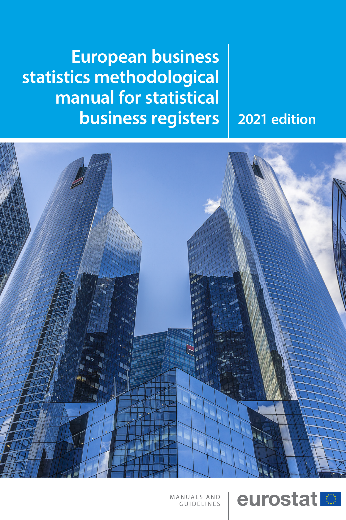 European business
statistics methodological
manual for statistical
business registers
2021 edition
MANUALS AND
GUIDELINES
eurostat